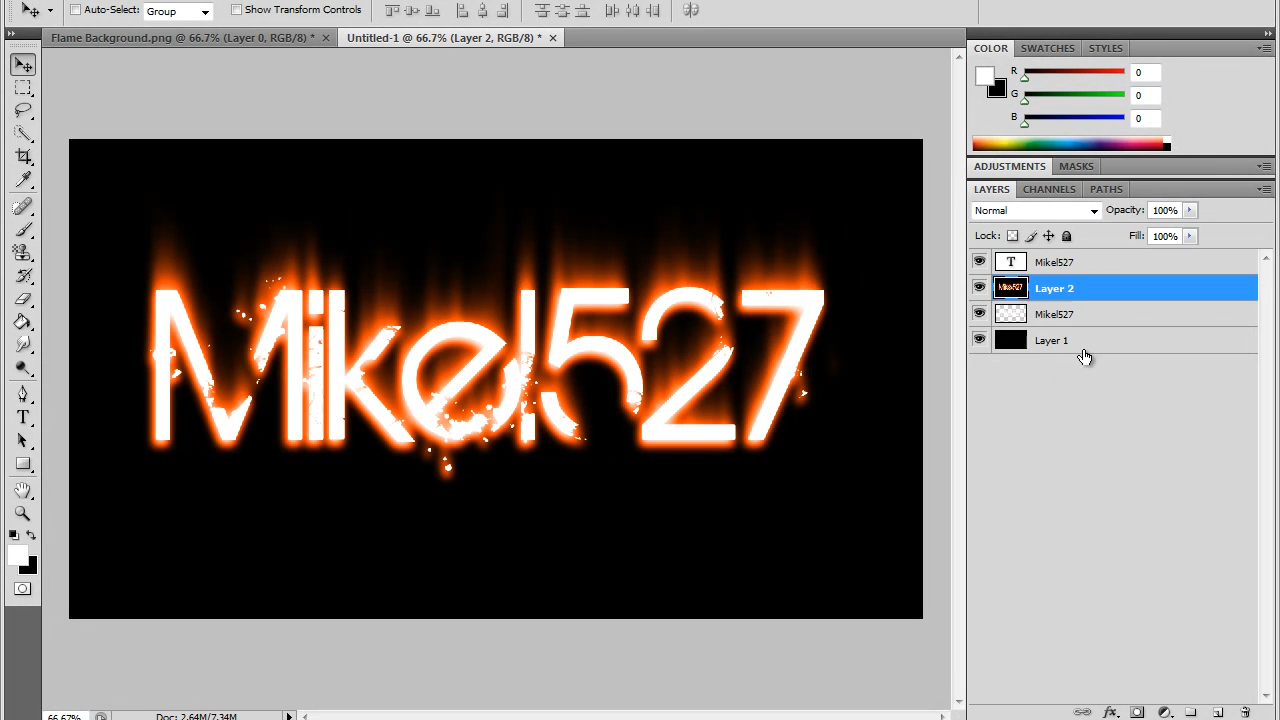 Auto-Select: Group Show Transform Controls
Flame Background.png @ 66.7% (Layer 0, RGB/8) * × Untitled-1 @ 66.7% (Layer 2, RGB/8) * ×
COLOR SWATCHES STYLES
R 0
G 0
B 0
ADJUSTMENTS MASKS
LAYERS CHANNELS PATHS
Normal Opacity: 100%
Lock: Fill: 100%
T Mikel527
Mikel527 Layer 2
Mikel527
Layer 1
Mikel527
T
66.67% Doc: 2.64M/7.34M
fx